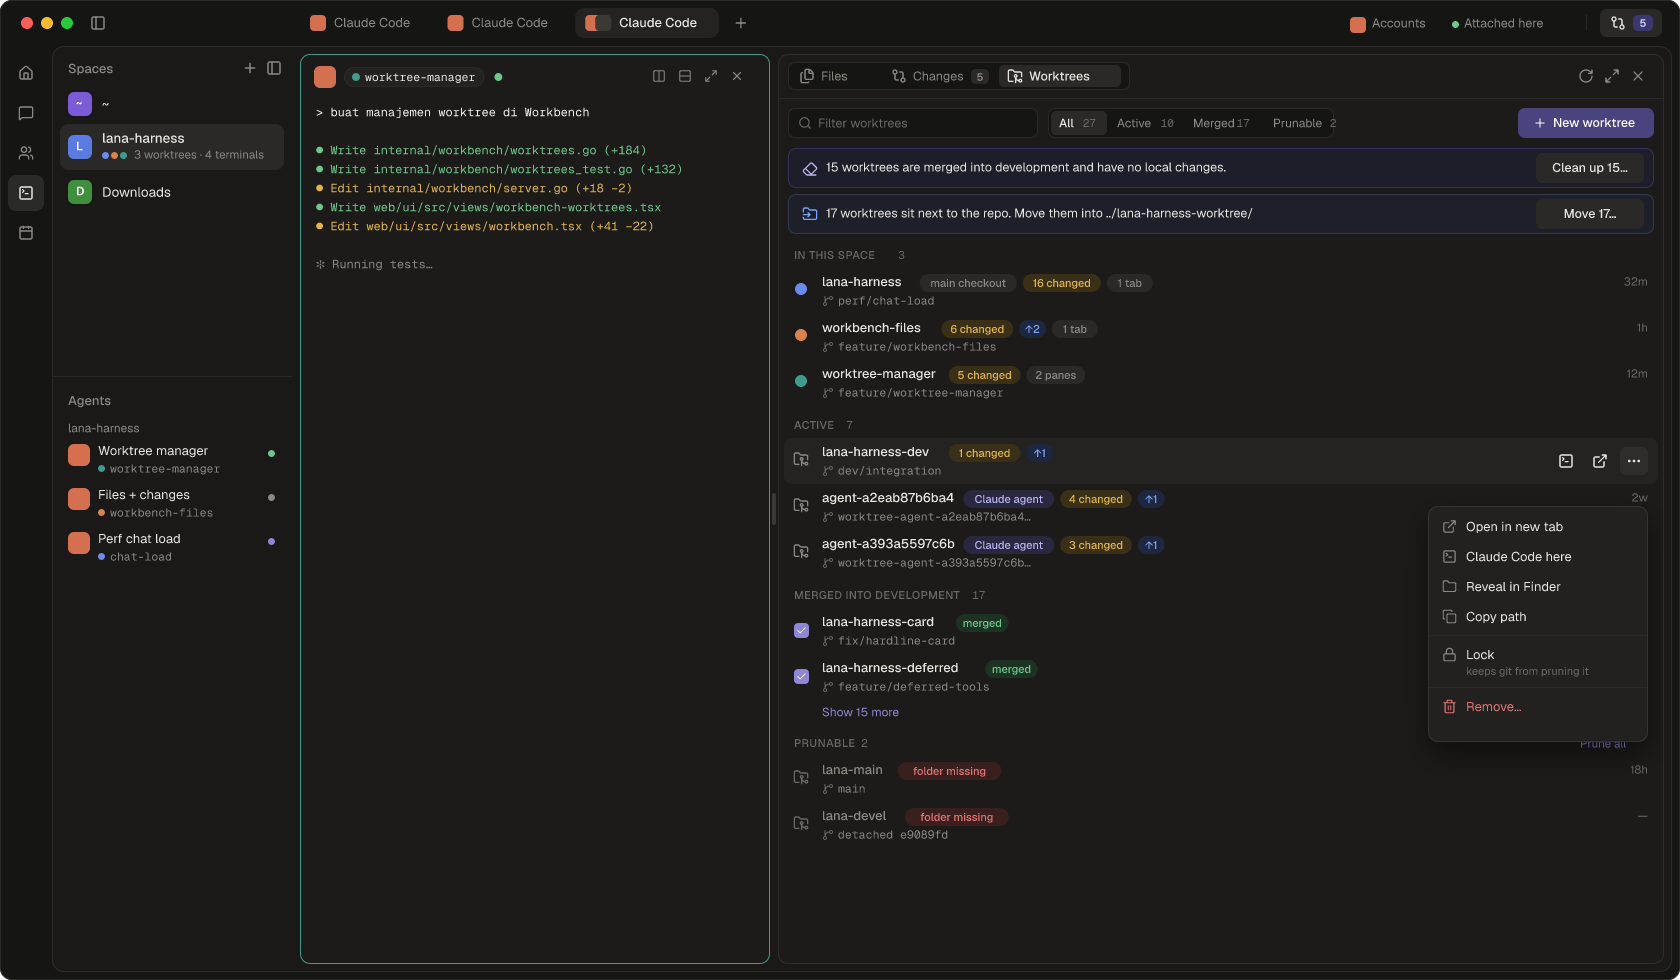 Claude Code
Claude Code
Claude Code
Accounts
Attached here
5
Spaces
~
~
L
lana-harness
3 worktrees · 4 terminals
D
Downloads
Agents
lana-harness
Worktree manager
worktree-manager
Files + changes
workbench-files
Perf chat load
chat-load
worktree-manager
> buat manajemen worktree di Workbench
Write internal/workbench/worktrees.go (+184)
Write internal/workbench/worktrees_test.go (+132)
Edit internal/workbench/server.go (+18 −2)
Write web/ui/src/views/workbench-worktrees.tsx
Edit web/ui/src/views/workbench.tsx (+41 −22)
✻ Running tests…
Files
Changes 5
Worktrees
Filter worktrees
All 27
Active 10
Merged 17
Prunable 2
New worktree
15 worktrees are merged into development and have no local changes.
Clean up 15…
17 worktrees sit next to the repo. Move them into ../lana-harness-worktree/
Move 17…
IN THIS SPACE 3
lana-harness main checkout 16 changed 1 tab 32m
perf/chat-load
workbench-files 6 changed ↑2 1 tab 1h
feature/workbench-files
worktree-manager 5 changed 2 panes 12m
feature/worktree-manager
ACTIVE 7
lana-harness-dev 1 changed ↑1
dev/integration
agent-a2eab87b6ba4 Claude agent 4 changed ↑1 2w
worktree-agent-a2eab87b6ba4…
agent-a393a5597c6b Claude agent 3 changed ↑1
worktree-agent-a393a5597c6b…
MERGED INTO DEVELOPMENT 17
lana-harness-card merged
fix/hardline-card
lana-harness-deferred merged
feature/deferred-tools
Show 15 more
PRUNABLE 2
Prune all
lana-main folder missing 18h
main
lana-devel folder missing —
detached e9089fd
Open in new tab
Claude Code here
Reveal in Finder
Copy path
Lock
keeps git from pruning it
Remove…